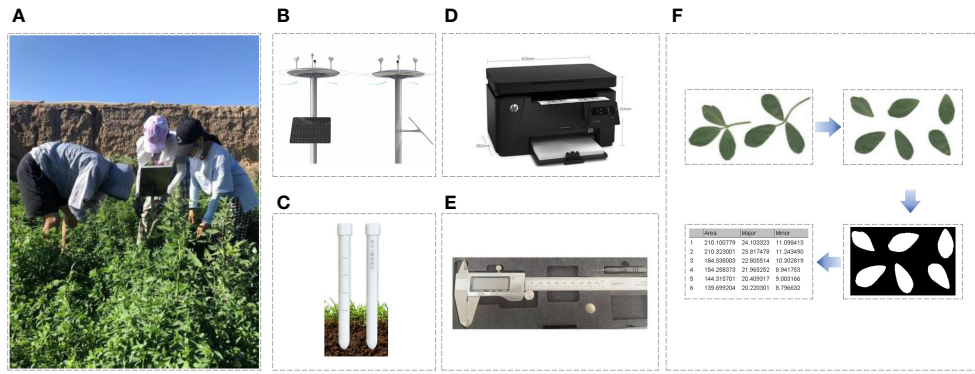 A
B
D
F
420mm
hp
C
E
Area Major Minor
1 210.100779 24.103323 11.098413
2 210.323001 23.817478 11.243490
3 184.538003 22.805514 10.302819
4 154.258373 21.965252 8.941753
5 144.315701 20.409317 9.003166
6 139.699204 20.220301 8.796632